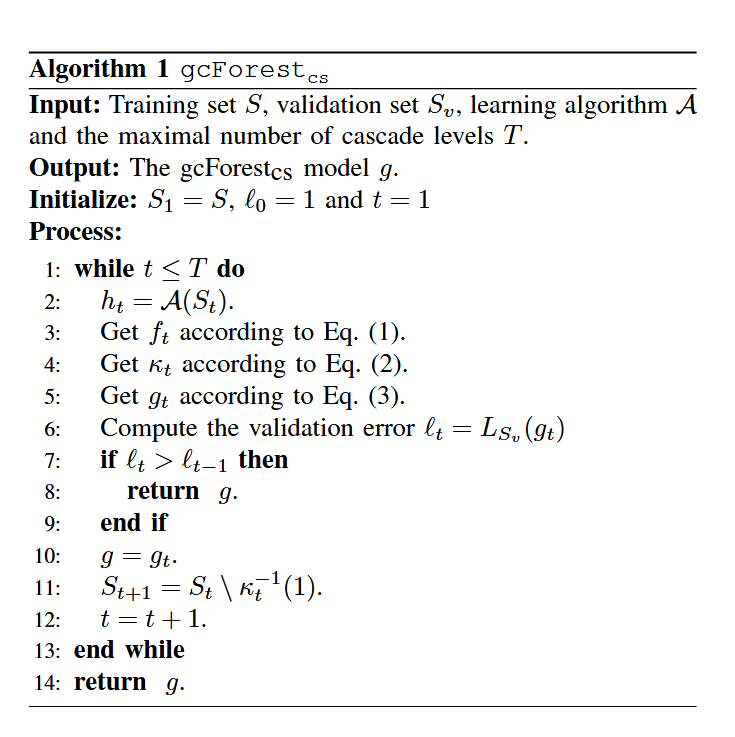 Algorithm 1 gcForest_cs
Input: Training set S, validation set S_v, learning algorithm 𝒜
and the maximal number of cascade levels T.
Output: The gcForest_CS model g.
Initialize: S_1 = S, ℓ_0 = 1 and t = 1
Process:
1: while t ≤ T do
2: h_t = 𝒜(S_t).
3: Get f_t according to Eq. (1).
4: Get κ_t according to Eq. (2).
5: Get g_t according to Eq. (3).
6: Compute the validation error ℓ_t = L_{S_v}(g_t)
7: if ℓ_t > ℓ_{t−1} then
8: return g.
9: end if
10: g = g_t.
11: S_{t+1} = S_t \ κ_t^{−1}(1).
12: t = t + 1.
13: end while
14: return g.